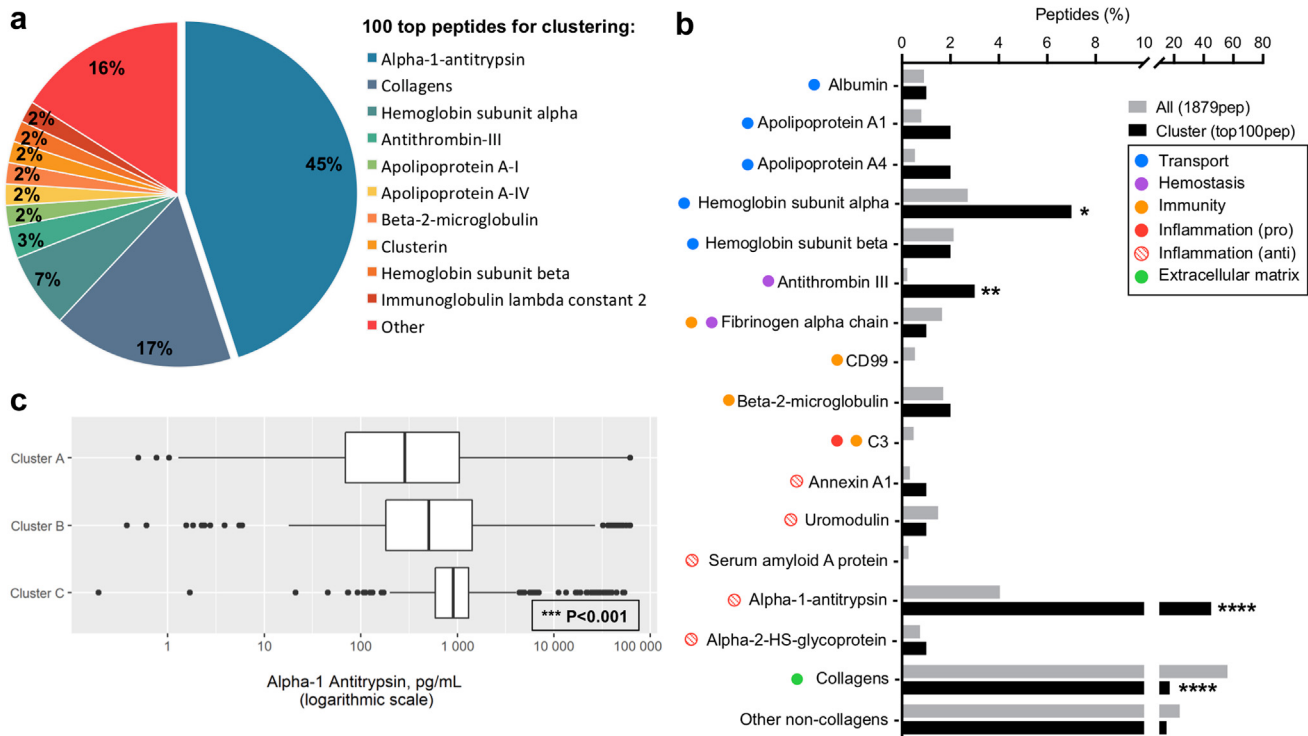 a
100 top peptides for clustering:
Alpha-1-antitrypsin
Collagens
Hemoglobin subunit alpha
Antithrombin-III
Apolipoprotein A-I
Apolipoprotein A-IV
Beta-2-microglobulin
Clusterin
Hemoglobin subunit beta
Immunoglobulin lambda constant 2
Other
16%
2%
2%
2%
2%
2%
2%
3%
7%
17%
45%
b
Peptides (%)
0 2 4 6 8 10 20 40 60 80
All (1879pep)
Cluster (top100pep)
Transport
Hemostasis
Immunity
Inflammation (pro)
Inflammation (anti)
Extracellular matrix
Albumin
Apolipoprotein A1
Apolipoprotein A4
Hemoglobin subunit alpha *
Hemoglobin subunit beta
Antithrombin III **
Fibrinogen alpha chain
CD99
Beta-2-microglobulin
C3
Annexin A1
Uromodulin
Serum amyloid A protein
Alpha-1-antitrypsin ****
Alpha-2-HS-glycoprotein
Collagens ****
Other non-collagens
c
Cluster A
Cluster B
Cluster C
*** P<0.001
1 10 100 1 000 10 000 100 000
Alpha-1 Antitrypsin, pg/mL
(logarithmic scale)